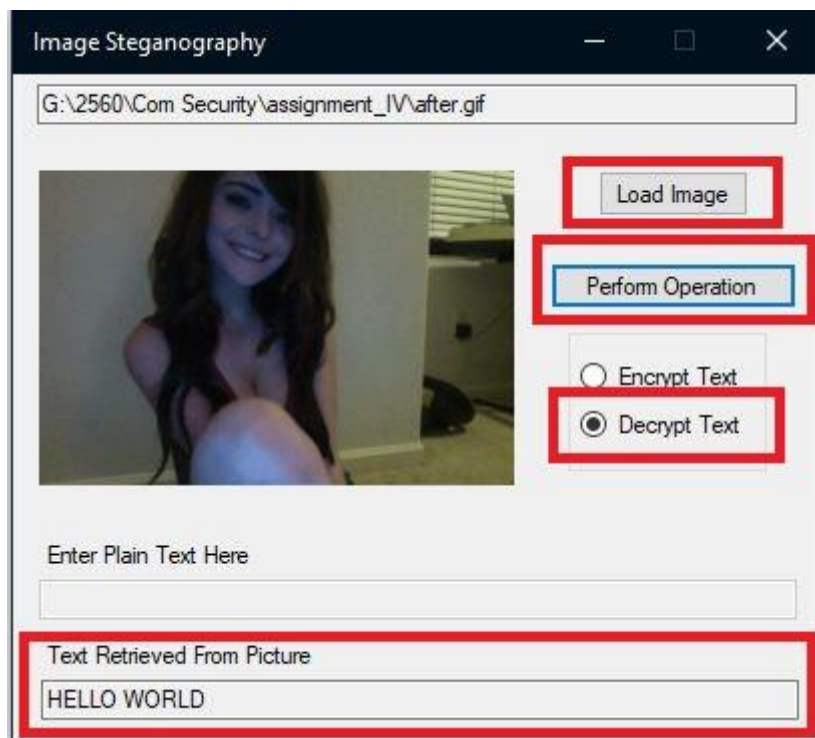 Image Steganography
G:\2560\Com Security\assignment_IV\after.gif
Load Image
Perform Operation
Encrypt Text
Decrypt Text
Enter Plain Text Here
Text Retrieved From Picture
HELLO WORLD